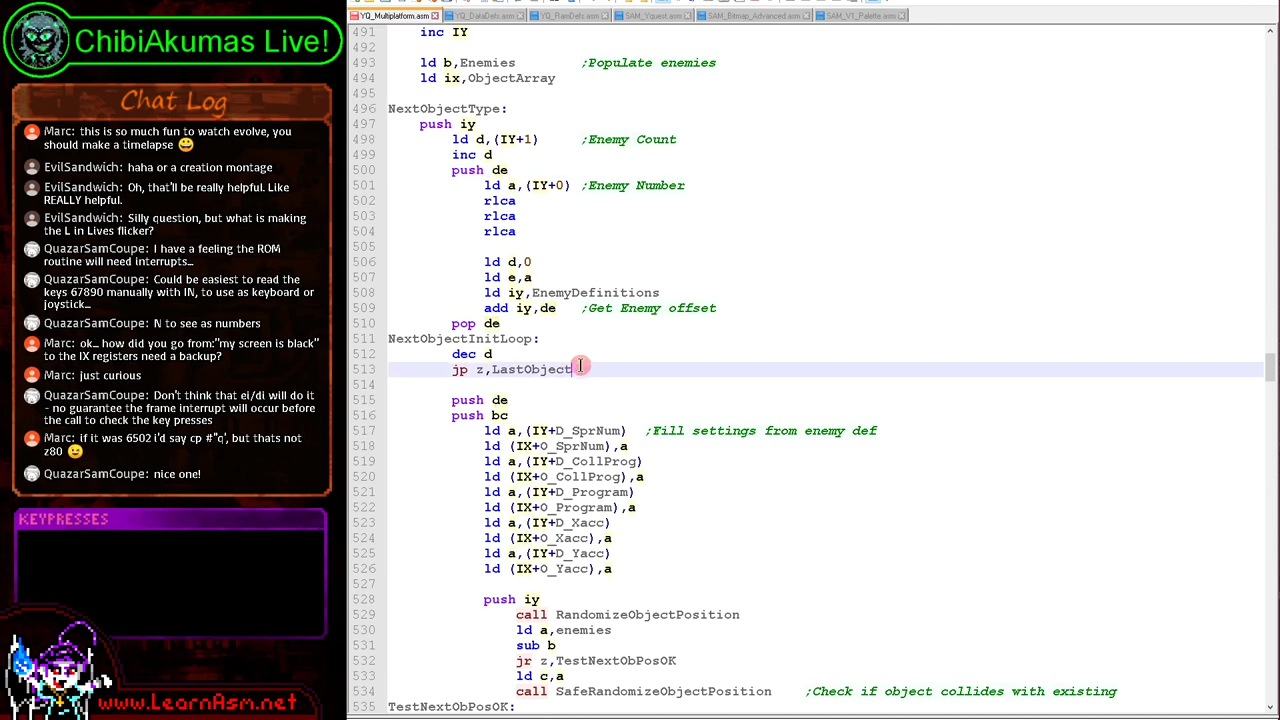 ChibiAkumas Live!
Chat Log
Marc: this is so much fun to watch evolve, you
should make a timelapse
EvilSandwich: haha or a creation montage
EvilSandwich: Oh, that'll be really helpful. Like
REALLY helpful.
EvilSandwich: Silly question, but what is making
the L in Lives flicker?
QuazarSamCoupe: I have a feeling the ROM
routine will need interrupts...
QuazarSamCoupe: Could be easiest to read the
keys 67890 manually with IN, to use as keyboard or
joystick...
QuazarSamCoupe: N to see as numbers
Marc: ok... how did you go from:"my screen is black"
to the IX registers need a backup?
Marc: just curious
QuazarSamCoupe: Don't think that ei/di will do it
- no guarantee the frame interrupt will occur before
the call to check the key presses
Marc: if it was 6502 i'd say cp #"q', but thats not
z80
QuazarSamCoupe: nice one!
KEYPRESSES
www.LearnAsm.net
YQ_Multiplatform.asm YQ_DataDefs.asm YQ_RamDefs.asm SAM_Yquest.asm SAM_Bitmap_Advanced.asm SAM_V1_Palette.asm
491 inc IY
492
493 ld b,Enemies ;Populate enemies
494 ld ix,ObjectArray
495
496 NextObjectType:
497 push iy
498 ld d,(IY+1) ;Enemy Count
499 inc d
500 push de
501 ld a,(IY+0) ;Enemy Number
502 rlca
503 rlca
504 rlca
505
506 ld d,0
507 ld e,a
508 ld iy,EnemyDefinitions
509 add iy,de ;Get Enemy offset
510 pop de
511 NextObjectInitLoop:
512 dec d
513 jp z,LastObject
514
515 push de
516 push bc
517 ld a,(IY+D_SprNum) ;Fill settings from enemy def
518 ld (IX+O_SprNum),a
519 ld a,(IY+D_CollProg)
520 ld (IX+O_CollProg),a
521 ld a,(IY+D_Program)
522 ld (IX+O_Program),a
523 ld a,(IY+D_Xacc)
524 ld (IX+O_Xacc),a
525 ld a,(IY+D_Yacc)
526 ld (IX+O_Yacc),a
527
528 push iy
529 call RandomizeObjectPosition
530 ld a,enemies
531 sub b
532 jr z,TestNextObPosOK
533 ld c,a
534 call SafeRandomizeObjectPosition ;Check if object collides with existing
535 TestNextObPosOK: